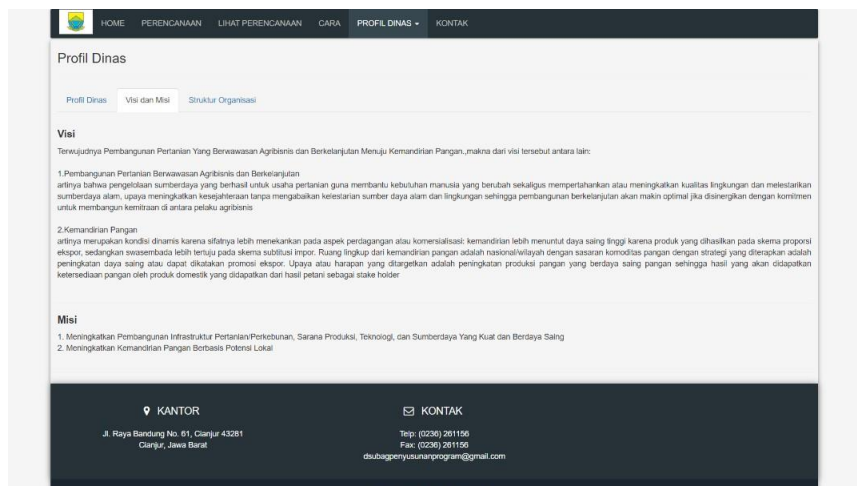 HOME PERENCANAAN LIHAT PERENCANAAN CARA PROFIL DINAS KONTAK
Profil Dinas
Profil Dinas Visi dan Misi Struktur Organisasi
Visi
Terwujudnya Pembangunan Pertanian Yang Berwawasan Agribisnis dan Berkelanjutan Menuju Kemandirian Pangan.,makna dari visi tersebut antara lain:
1.Pembangunan Pertanian Berwawasan Agribisnis dan Berkelanjutan
artinya bahwa pengelolaan sumberdaya yang berhasil untuk usaha pertanian guna membantu kebutuhan manusia yang berubah sekaligus mempertahankan atau meningkatkan kualitas lingkungan dan melestarikan
sumberdaya alam, upaya meningkatkan kesejahteraan tanpa mengabaikan kelestarian sumber daya alam dan lingkungan sehingga pembangunan berkelanjutan akan makin optimal jika disinergikan dengan komitmen
untuk membangun kemitraan di antara pelaku agribisnis
2.Kemandirian Pangan
artinya merupakan kondisi dinamis karena sifatnya lebih menekankan pada aspek perdagangan atau komersialisasi: kemandirian lebih menuntut daya saing tinggi karena produk yang dihasilkan pada skema proporsi
ekspor, sedangkan swasembada lebih tertuju pada skema subtitusi impor. Ruang lingkup dari kemandirian pangan adalah nasional/wilayah dengan sasaran komoditas pangan dengan strategi yang diterapkan adalah
peningkatan daya saing atau dapat dikatakan promosi ekspor. Upaya atau harapan yang ditargetkan adalah peningkatan produksi pangan yang berdaya saing pangan sehingga hasil yang akan didapatkan
ketersediaan pangan oleh produk domestik yang didapatkan dari hasil petani sebagai stake holder
Misi
1. Meningkatkan Pembangunan Infrastruktur Pertanian/Perkebunan, Sarana Produksi, Teknologi, dan Sumberdaya Yang Kuat dan Berdaya Saing
2. Meningkatkan Kemandirian Pangan Berbasis Potensi Lokal
KANTOR
Jl. Raya Bandung No. 61, Cianjur 43281
Cianjur, Jawa Barat
KONTAK
Telp: (0236) 261156
Fax: (0236) 261156
dsubagpenyusunanprogram@gmail.com